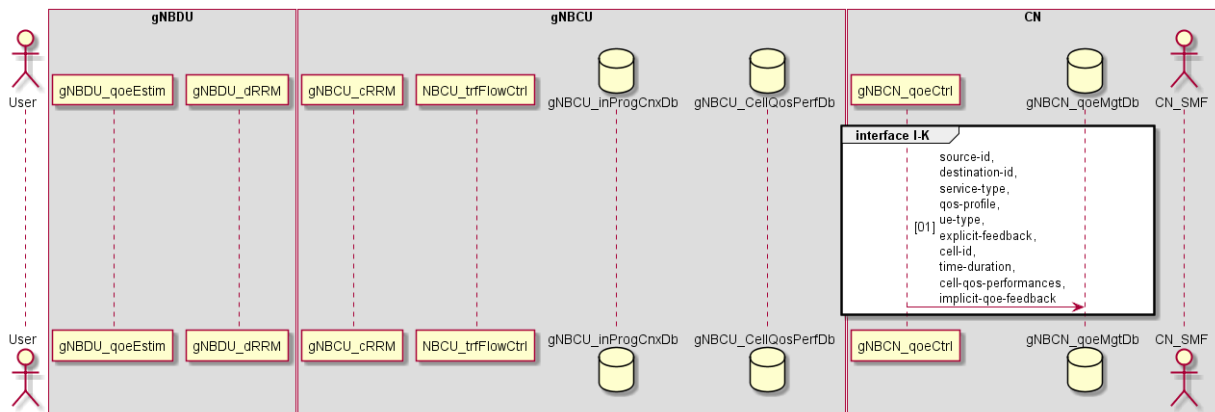 gNBDU
gNBCU
CN
User
gNBDU_qoeEstim
gNBDU_dRRM
gNBCU_cRRM
NBCU_trfFlowCtrl
gNBCU_inProgCnxDb
gNBCU_CellQosPerfDb
gNBCN_qoeCtrl
gNBCN_qoeMgtDb
CN_SMF
interface I-K
[01]
source-id,
destination-id,
service-type,
qos-profile,
ue-type,
explicit-feedback,
cell-id,
time-duration,
cell-qos-performances,
implicit-qoe-feedback
User
gNBDU_qoeEstim
gNBDU_dRRM
gNBCU_cRRM
NBCU_trfFlowCtrl
gNBCU_inProgCnxDb
gNBCU_CellQosPerfDb
gNBCN_qoeCtrl
gNBCN_qoeMgtDb
CN_SMF